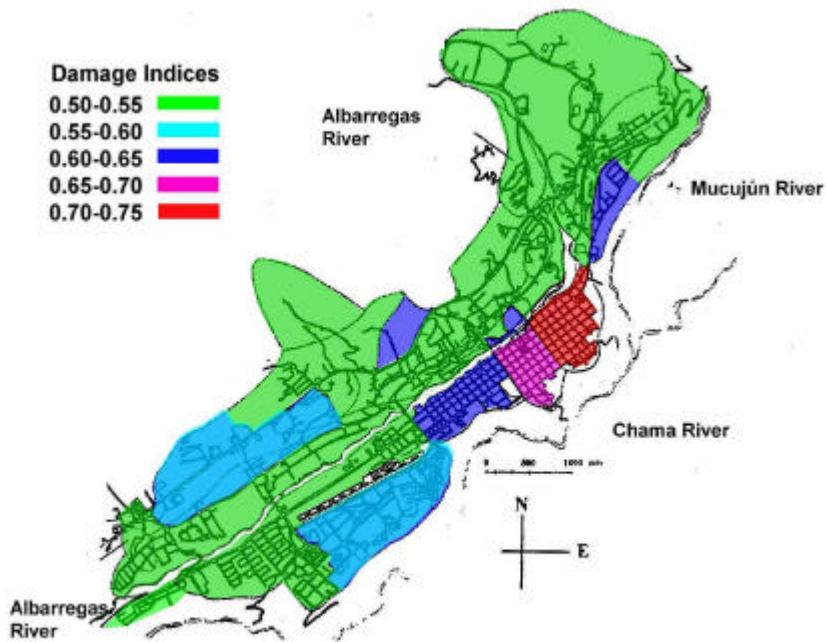 Damage Indices
0.50-0.55
0.55-0.60
0.60-0.65
0.65-0.70
0.70-0.75
Albarregas
River
Mucujún River
Chama River
0
1000
N
E
Albarregas
River